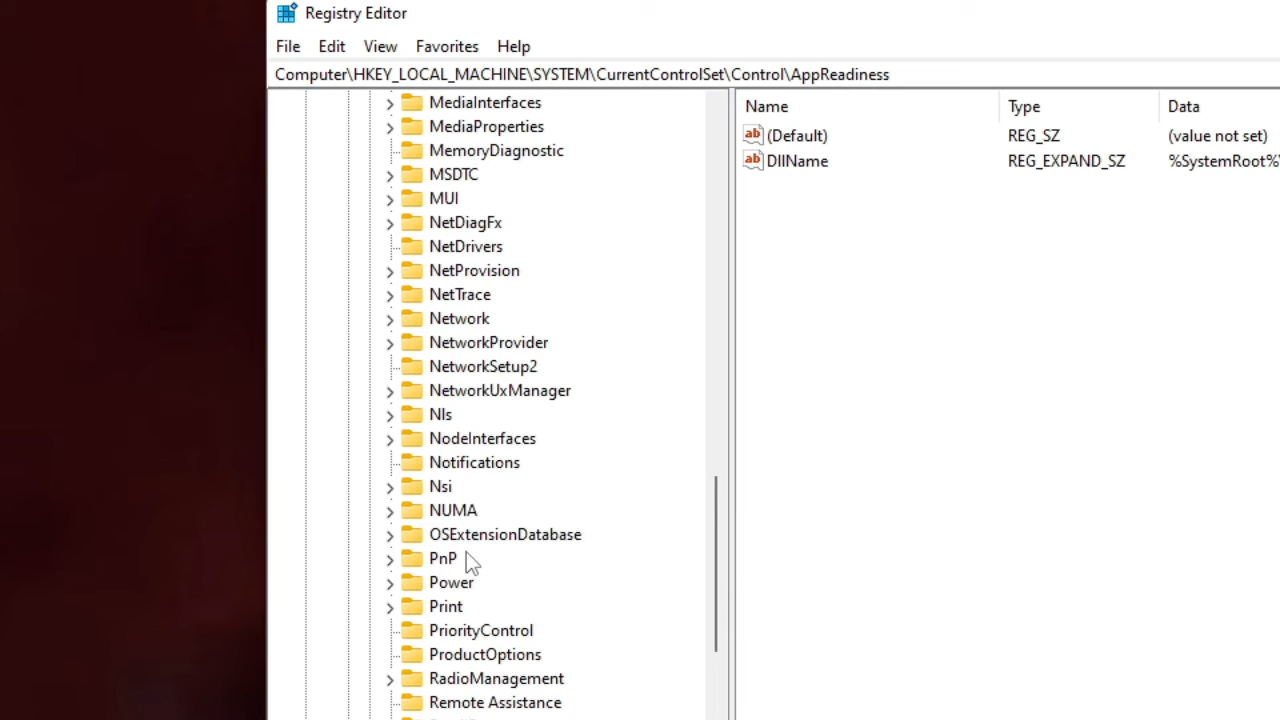 Registry Editor
File Edit View Favorites Help
Computer\HKEY_LOCAL_MACHINE\SYSTEM\CurrentControlSet\Control\AppReadiness
MediaInterfaces
MediaProperties
MemoryDiagnostic
MSDTC
MUI
NetDiagFx
NetDrivers
NetProvision
NetTrace
Network
NetworkProvider
NetworkSetup2
NetworkUxManager
Nls
NodeInterfaces
Notifications
Nsi
NUMA
OSExtensionDatabase
PnP
Power
Print
PriorityControl
ProductOptions
RadioManagement
Remote Assistance
Name Type Data
(Default) REG_SZ (value not set)
DllName REG_EXPAND_SZ %SystemRoot%